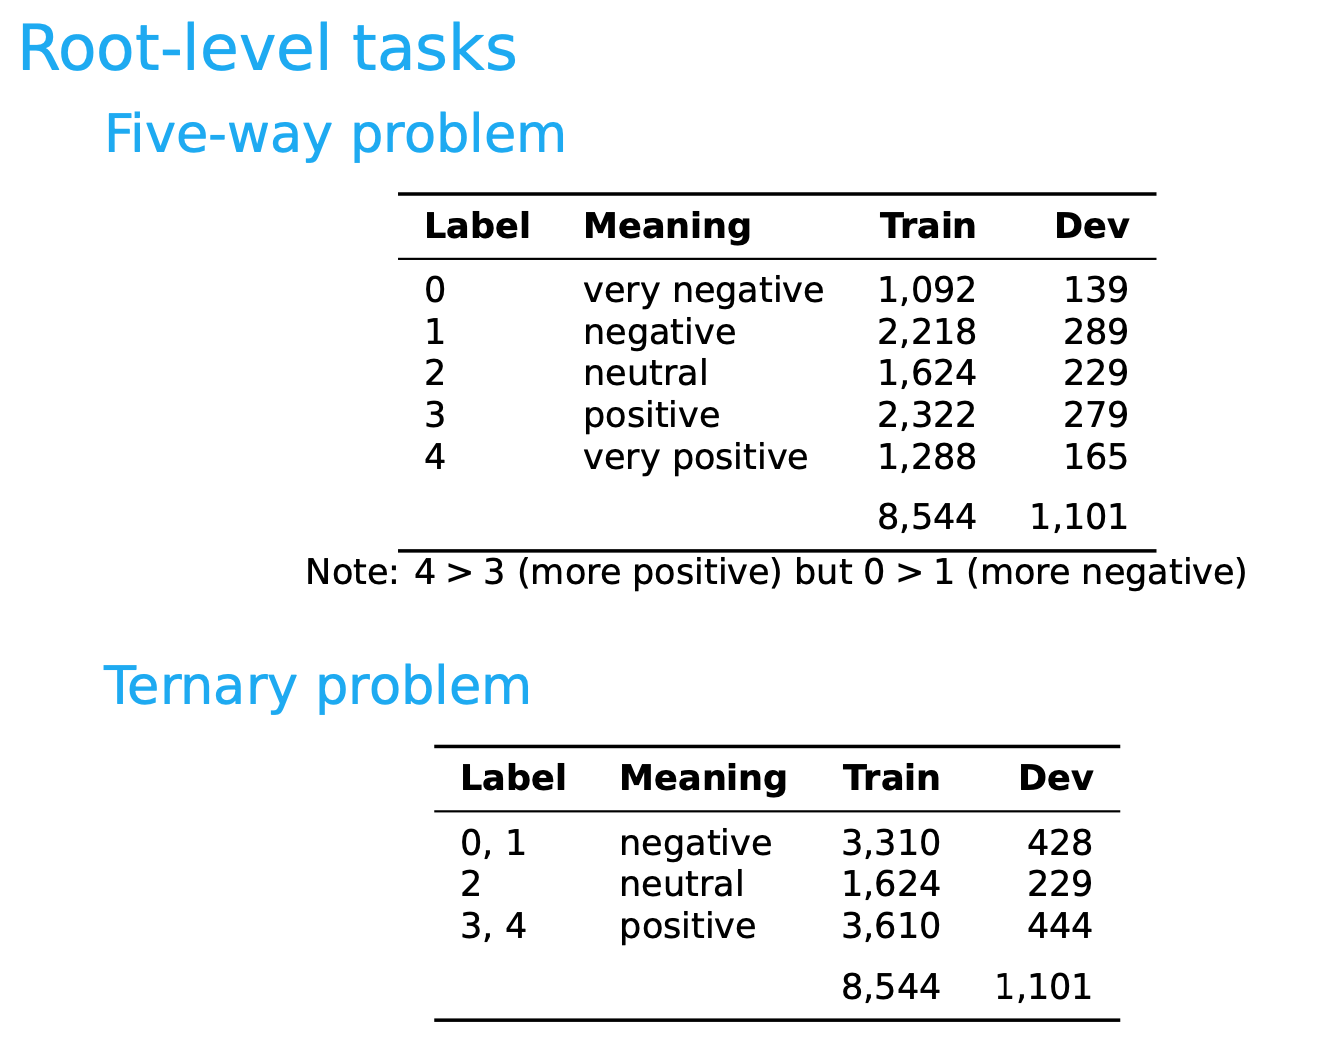 Root-level tasks
Five-way problem
Label Meaning Train Dev
0 very negative 1,092 139
1 negative 2,218 289
2 neutral 1,624 229
3 positive 2,322 279
4 very positive 1,288 165
8,544 1,101
Note: 4 > 3 (more positive) but 0 > 1 (more negative)
Ternary problem
Label Meaning Train Dev
0, 1 negative 3,310 428
2 neutral 1,624 229
3, 4 positive 3,610 444
8,544 1,101